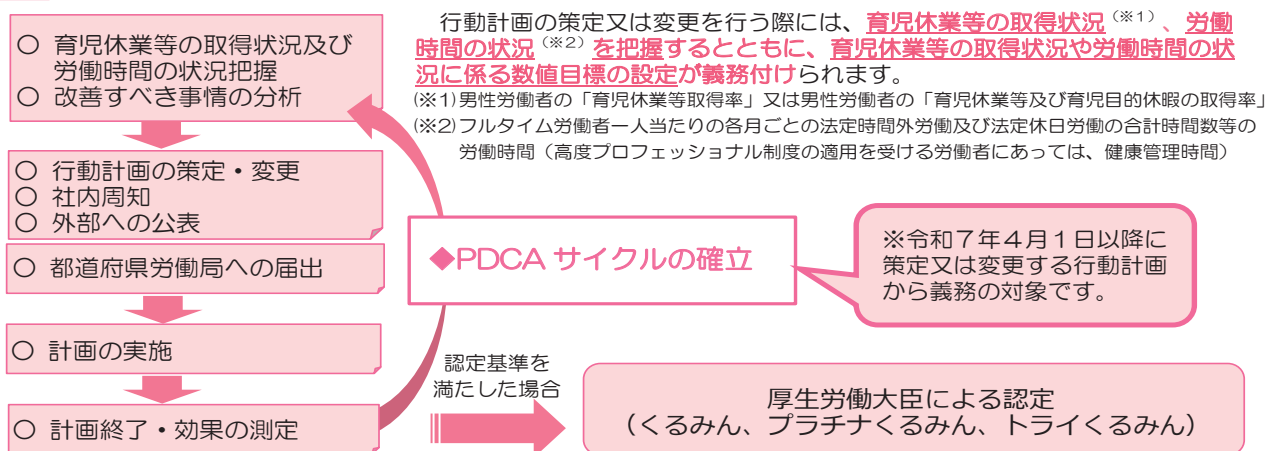 ○ 育児休業等の取得状況及び
労働時間の状況把握
○ 改善すべき事情の分析
○ 行動計画の策定・変更
○ 社内周知
○ 外部への公表
○ 都道府県労働局への届出
○ 計画の実施
○ 計画終了・効果の測定
行動計画の策定又は変更を行う際には、育児休業等の取得状況(※1)、労働
時間の状況(※2)を把握するとともに、育児休業等の取得状況や労働時間の状
況に係る数値目標の設定が義務付けられます。
(※1)男性労働者の「育児休業等取得率」又は男性労働者の「育児休業等及び育児目的休暇の取得率」
(※2)フルタイム労働者一人当たりの各月ごとの法定時間外労働及び法定休日労働の合計時間数等の
労働時間（高度プロフェッショナル制度の適用を受ける労働者にあっては、健康管理時間）
◆PDCAサイクルの確立
※令和７年４月１日以降に
策定又は変更する行動計画
から義務の対象です。
認定基準を
満たした場合
厚生労働大臣による認定
（くるみん、プラチナくるみん、トライくるみん）